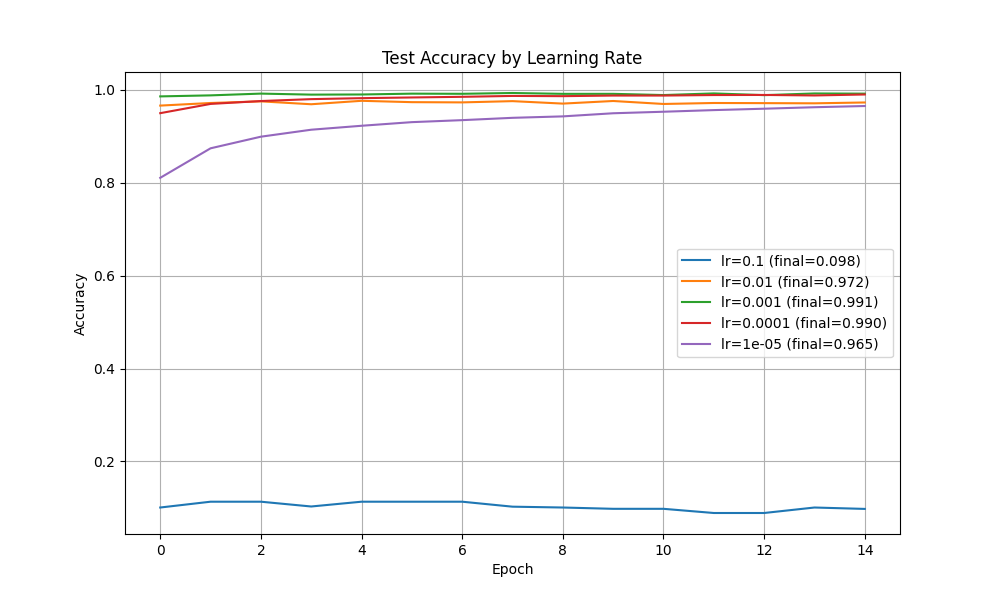 Test Accuracy by Learning Rate
Accuracy
1.0
0.8
0.6
0.4
0.2
lr=0.1 (final=0.098)
lr=0.01 (final=0.972)
lr=0.001 (final=0.991)
lr=0.0001 (final=0.990)
lr=1e-05 (final=0.965)
0 2 4 6 8 10 12 14
Epoch